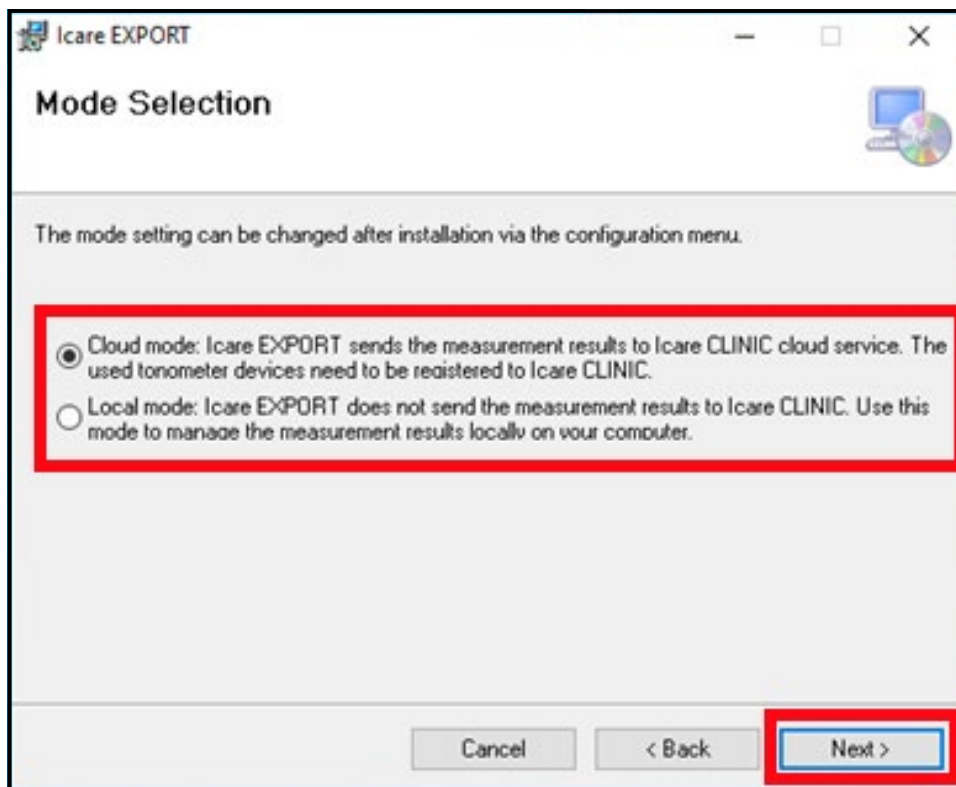 Icare EXPORT
Mode Selection
The mode setting can be changed after installation via the configuration menu.
Cloud mode: Icare EXPORT sends the measurement results to Icare CLINIC cloud service. The
used tonometer devices need to be registered to Icare CLINIC.
Local mode: Icare EXPORT does not send the measurement results to Icare CLINIC. Use this
mode to manage the measurement results locally on your computer.
Cancel
< Back
Next >